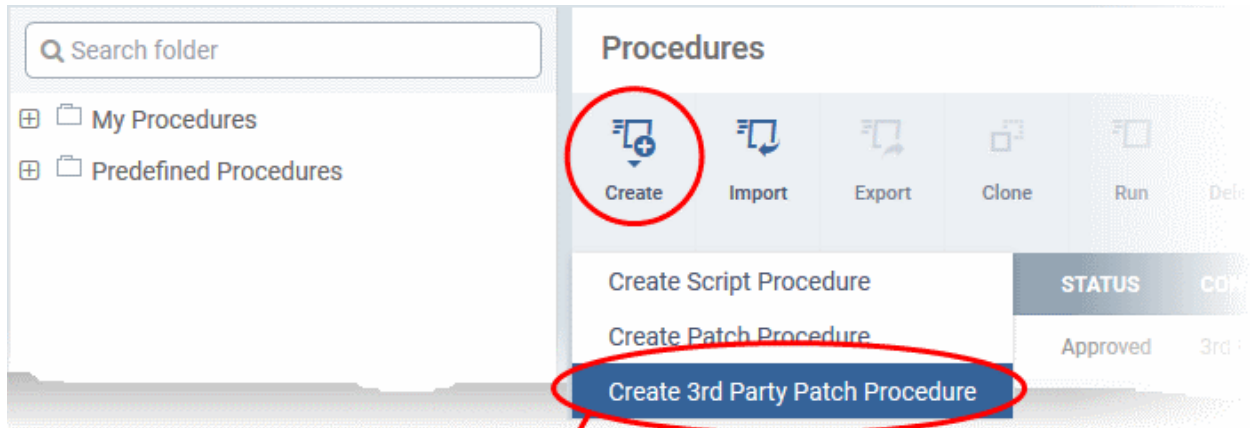 Search folder
My Procedures
Predefined Procedures
Procedures
Create Import Export Clone Run
Create Script Procedure
Create Patch Procedure
Create 3rd Party Patch Procedure
STATUS
Approved 3rd